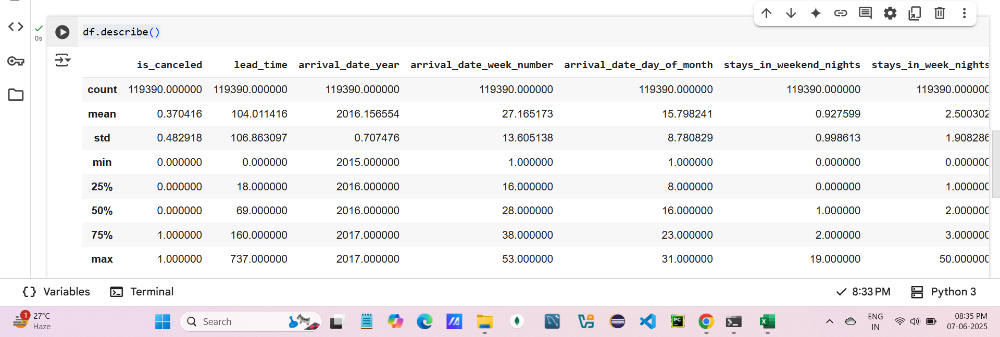 df.describe()
0s
is_canceled lead_time arrival_date_year arrival_date_week_number arrival_date_day_of_month stays_in_weekend_nights stays_in_week_nights
count 119390.000000 119390.000000 119390.000000 119390.000000 119390.000000 119390.000000 119390.000000
mean 0.370416 104.011416 2016.156554 27.165173 15.798241 0.927599 2.500302
std 0.482918 106.863097 0.707476 13.605138 8.780829 0.998613 1.908286
min 0.000000 0.000000 2015.000000 1.000000 1.000000 0.000000 0.000000
25% 0.000000 18.000000 2016.000000 16.000000 8.000000 0.000000 1.000000
50% 0.000000 69.000000 2016.000000 28.000000 16.000000 1.000000 2.000000
75% 1.000000 160.000000 2017.000000 38.000000 23.000000 2.000000 3.000000
max 1.000000 737.000000 2017.000000 53.000000 31.000000 19.000000 50.000000
{} Variables Terminal 8:33 PM Python 3
1 27°C
Haze
Search
PC
ENG
IN
08:35 PM
07-06-2025